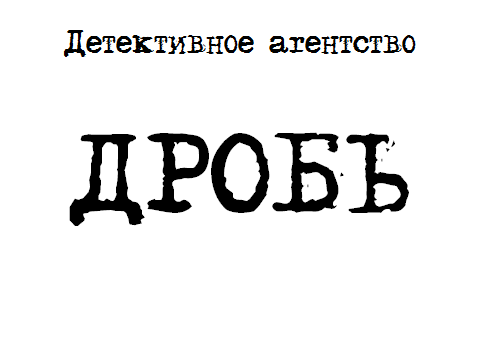 Детективное агентство
ДРОБЬ